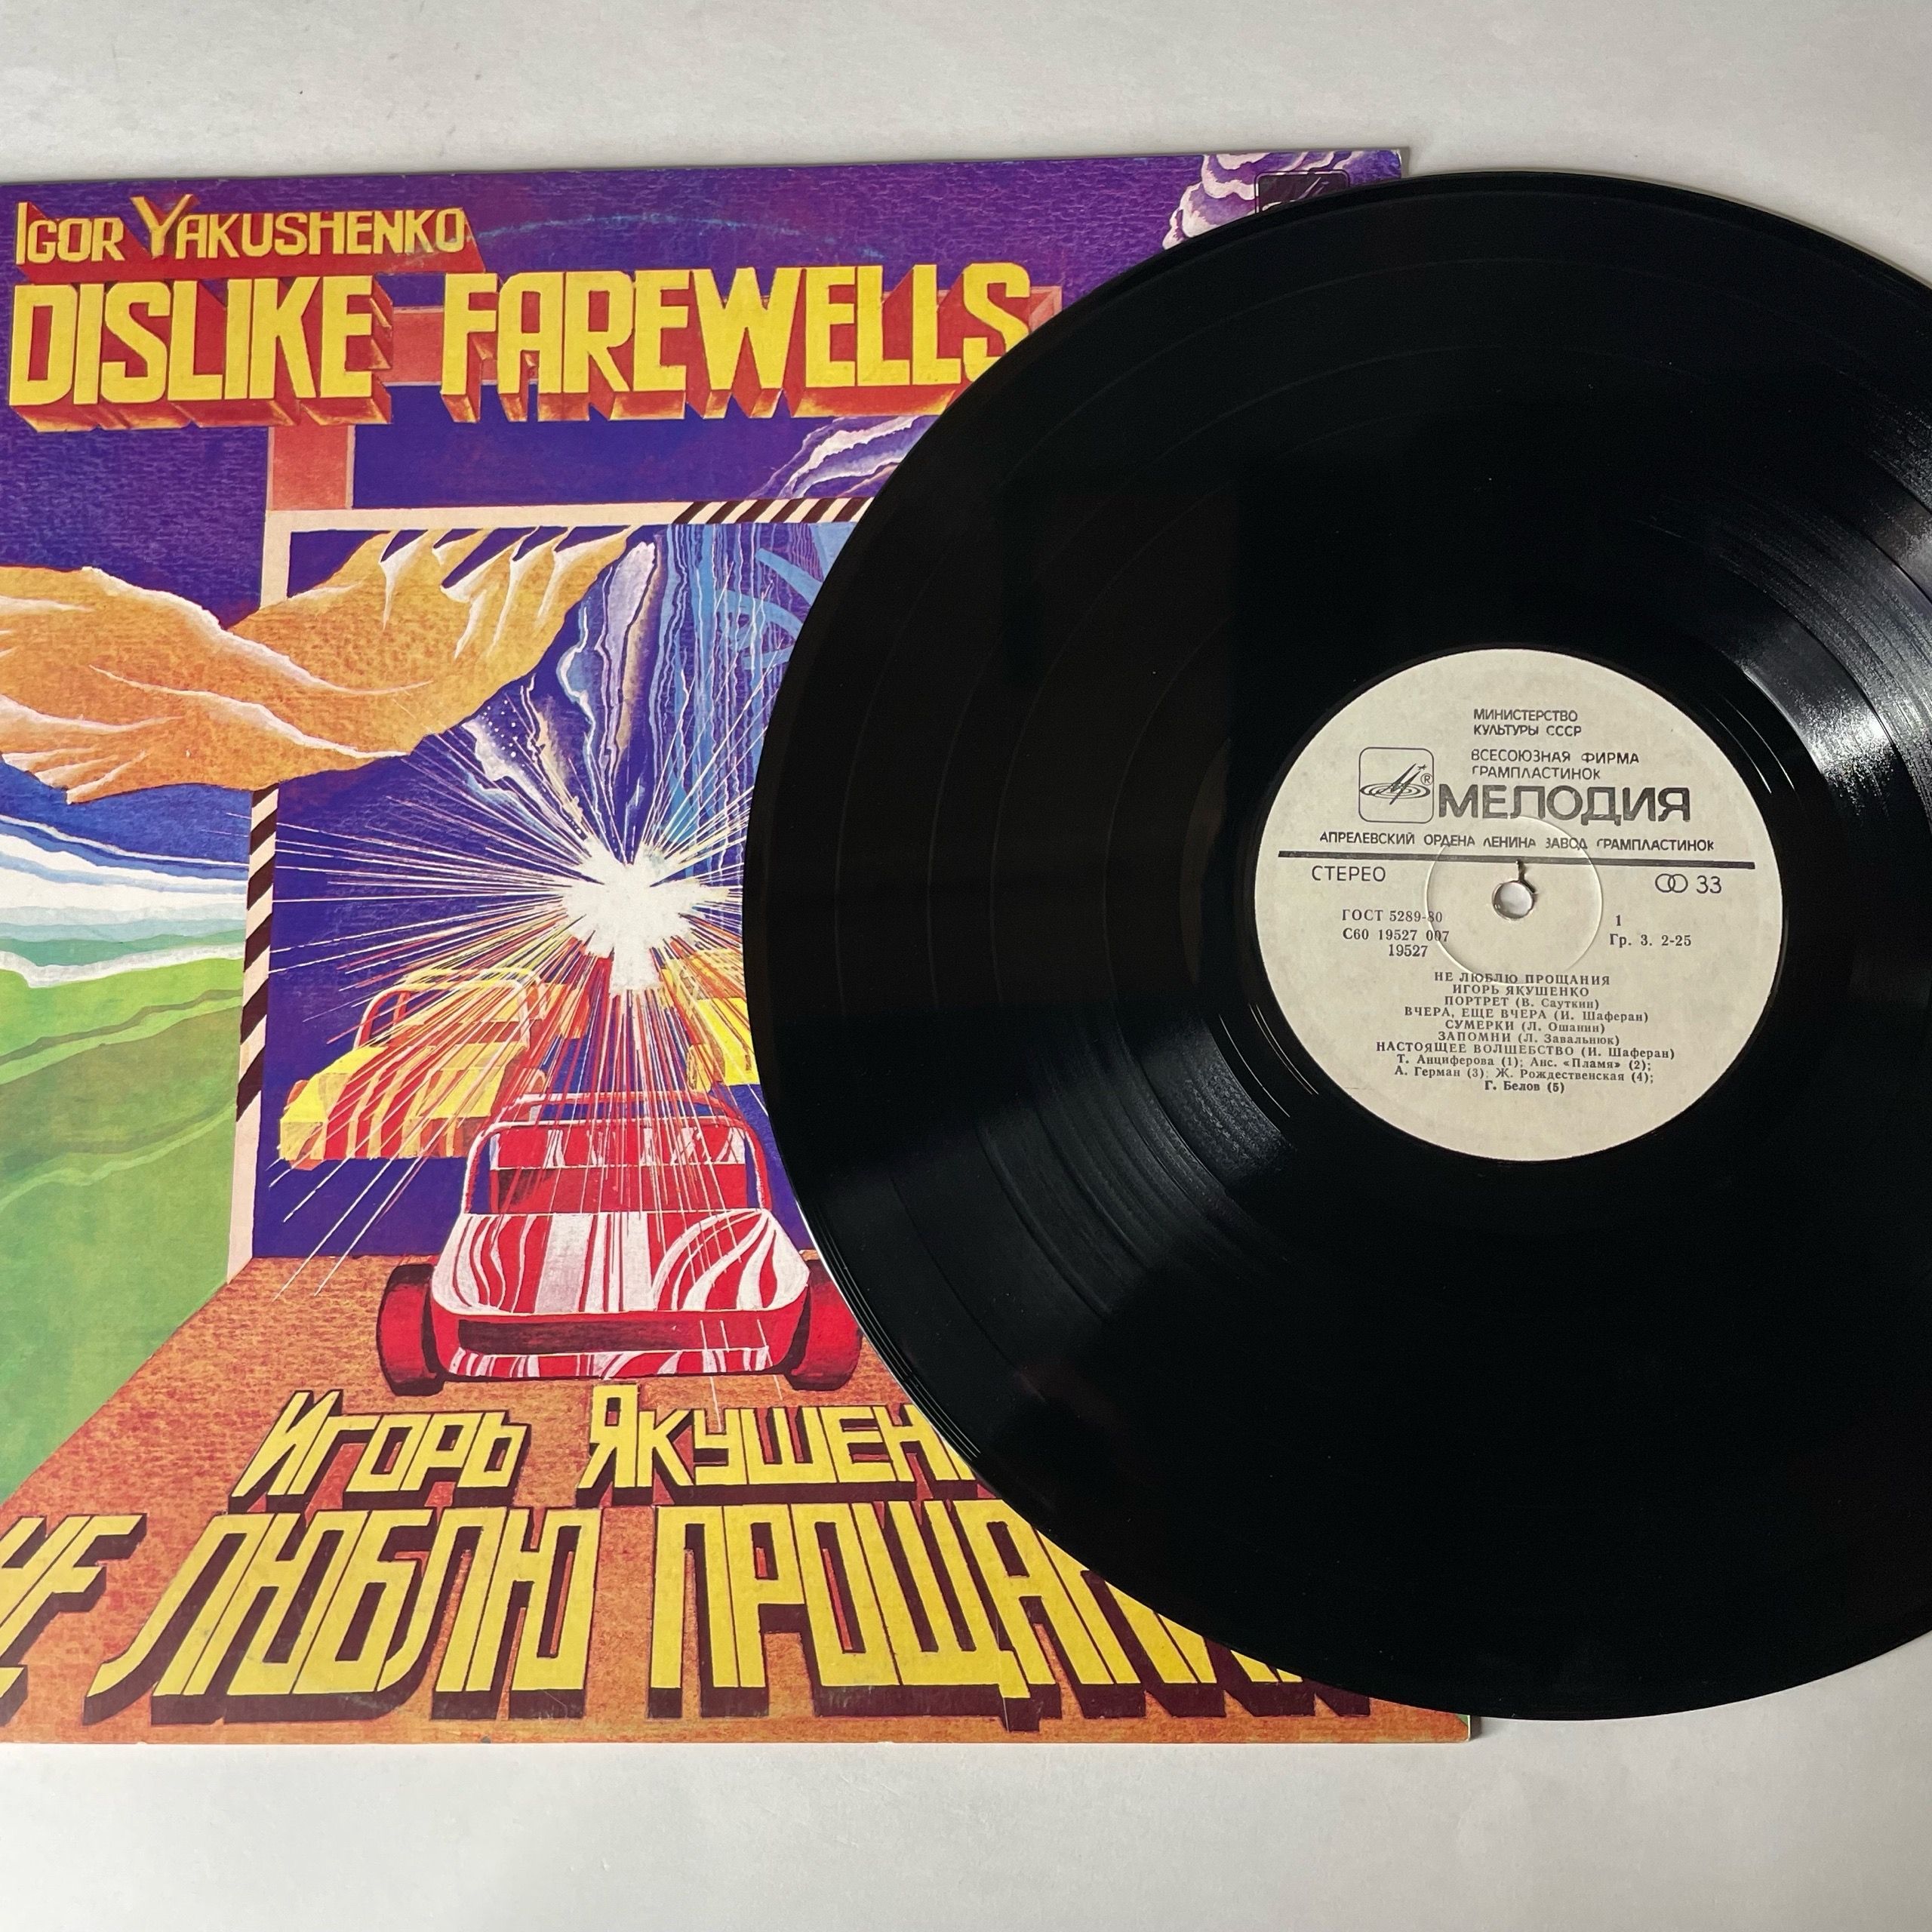 IGOR YAKUSHENKO
DISLIKE FAREWELLS
ИГОРЬ ЯКУШЕН
НЕ ЛЮБЛЮ ПРОЩАНИ
МИНИСТЕРСТВО
КУЛЬТУРЫ СССР
ВСЕСОЮЗНАЯ ФИРМА
ГРАМПЛАСТИНОК
® МЕЛОДИЯ
АПРЕЛЕВСКИЙ ОРДЕНА ЛЕНИНА ЗАВОД ГРАМПЛАСТИНОК
СТЕРЕО 33
ГОСТ 5289-80 1
С60 19527 007 Гр. 3. 2-25
19527
НЕ ЛЮБЛЮ ПРОЩАНИЯ
ИГОРЬ ЯКУШЕНКО
ПОРТРЕТ (В. Сауткин)
ВЧЕРА, ЕЩЕ ВЧЕРА (И. Шаферан)
СУМЕРКИ (Л. Ошанин)
ЗАПОМНИ (Л. Завальнюк)
НАСТОЯЩЕЕ ВОЛШЕБСТВО (И. Шаферан)
Т. Анциферова (1); Анс. «Пламя» (2);
А. Герман (3); Ж. Рождественская (4);
Г. Белов (5)